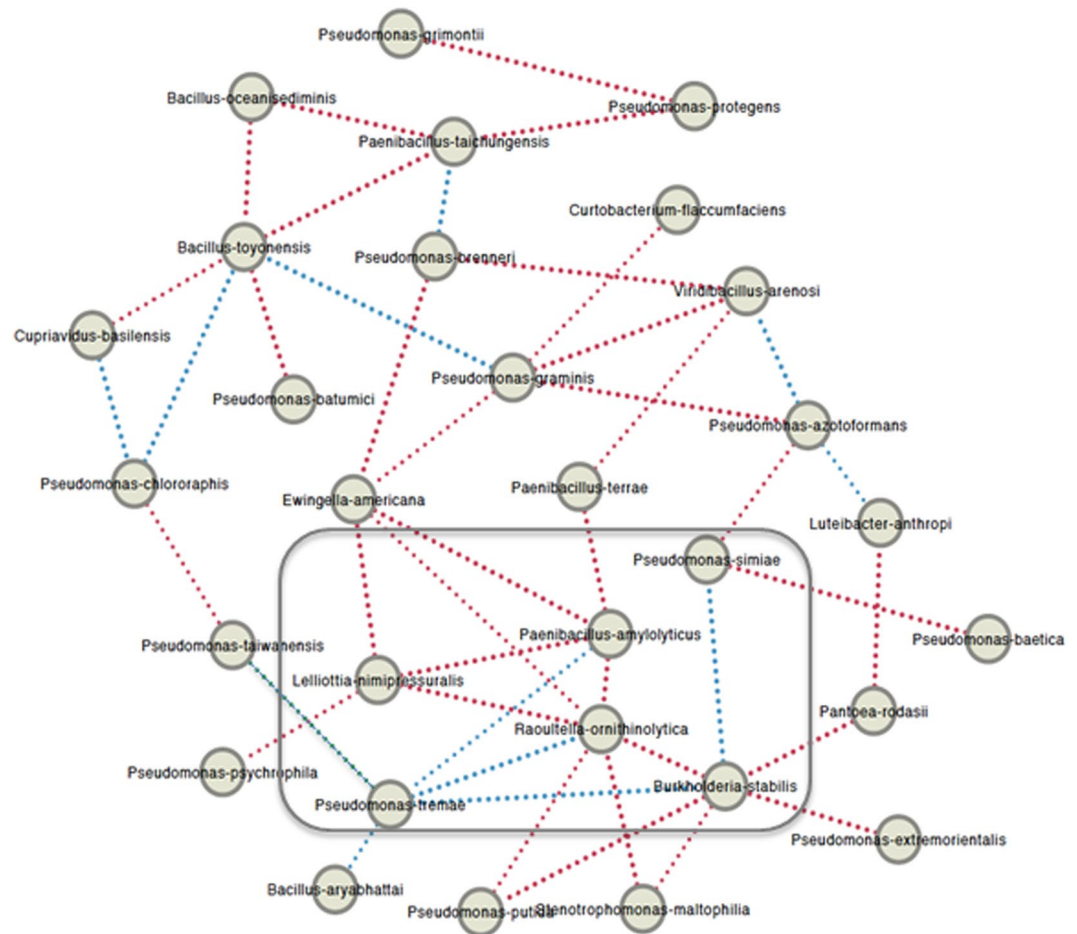 Pseudomonas-grimontii
Bacillus-oceanisediminis
Pseudomonas-protegens
Paenibacillus-taichungensis
Curtobacterium-flaccumfaciens
Bacillus-toyonensis
Pseudomonas-brenneri
Viridibacillus-arenosi
Cupriavidus-basilensis
Pseudomonas-graminis
Pseudomonas-batumici
Pseudomonas-azotoformans
Pseudomonas-chlororaphis
Paenibacillus-terrae
Ewingella-americana
Luteibacter-anthropi
Pseudomonas-simiae
Paenibacillus-amylolyticus
Pseudomonas-baetica
Pseudomonas-taiwanensis
Lelliottia-nimipressuralis
Pantoea-rodasii
Raoultella-ornithinolytica
Pseudomonas-psychrophila
Burkholderia-stabilis
Pseudomonas-tremae
Pseudomonas-extremorientalis
Bacillus-aryabhattai
Pseudomonas-putida
Stenotrophomonas-maltophilia